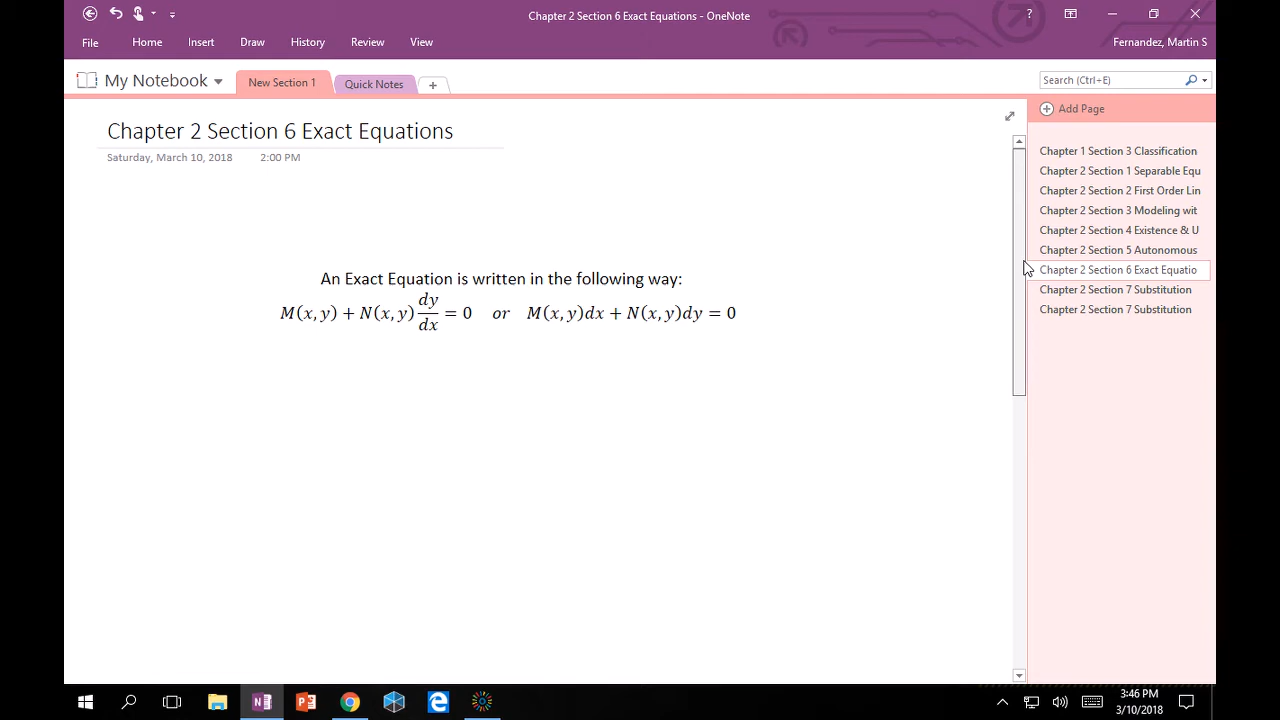 Chapter 2 Section 6 Exact Equations - OneNote
?
Fernandez, Martin S
File Home Insert Draw History Review View
My Notebook
New Section 1
Quick Notes
+
Search (Ctrl+E)
Chapter 2 Section 6 Exact Equations
Saturday, March 10, 2018 2:00 PM
An Exact Equation is written in the following way:
M(x, y) + N(x, y) dy/dx = 0 or M(x, y)dx + N(x, y)dy = 0
Add Page
Chapter 1 Section 3 Classification
Chapter 2 Section 1 Separable Equ
Chapter 2 Section 2 First Order Lin
Chapter 2 Section 3 Modeling wit
Chapter 2 Section 4 Existence & U
Chapter 2 Section 5 Autonomous
Chapter 2 Section 6 Exact Equatio
Chapter 2 Section 7 Substitution
Chapter 2 Section 7 Substitution
3:46 PM
3/10/2018